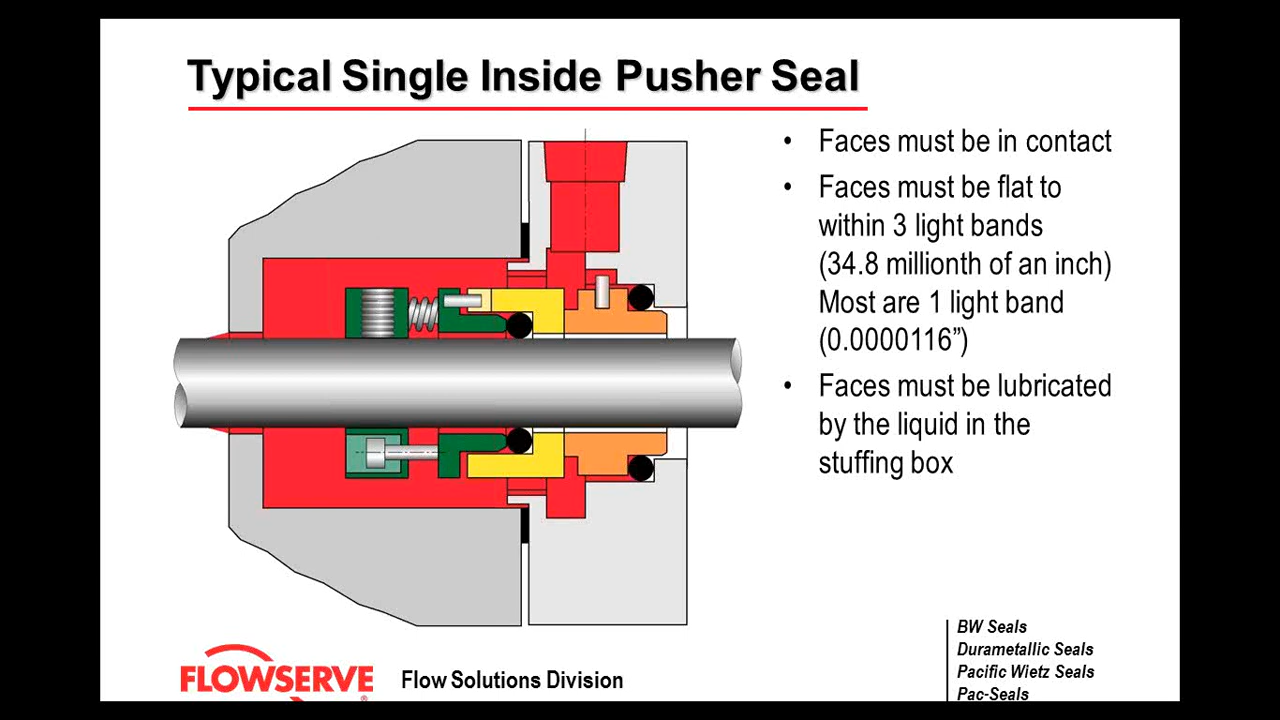 Typical Single Inside Pusher Seal
• Faces must be in contact
• Faces must be flat to
within 3 light bands
(34.8 millionth of an inch)
Most are 1 light band
(0.0000116”)
• Faces must be lubricated
by the liquid in the
stuffing box
FLOWSERVE
®
Flow Solutions Division
BW Seals
Durametallic Seals
Pacific Wietz Seals
Pac-Seals